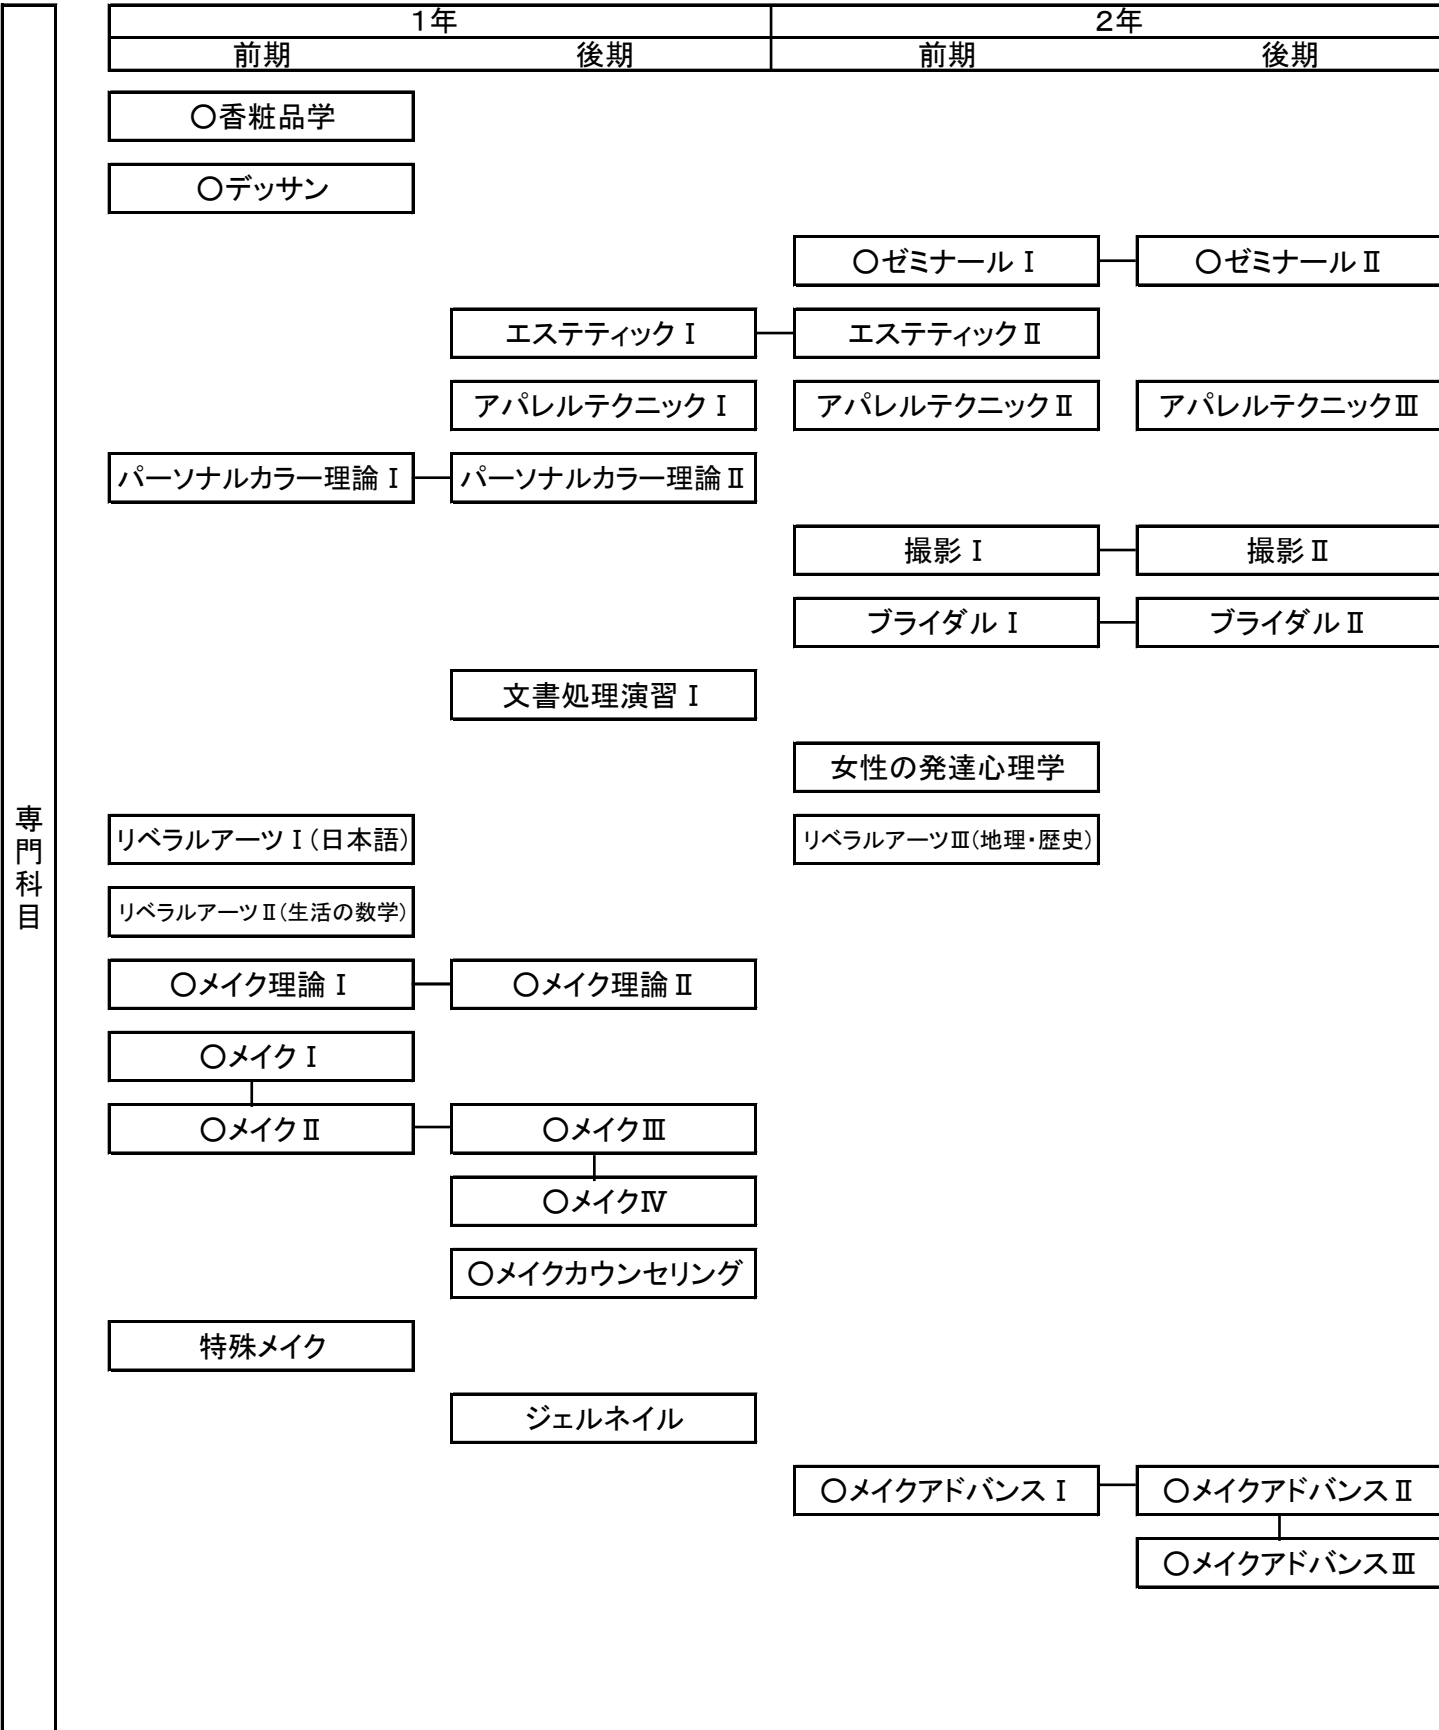 1年
2年
前期
後期
前期
後期
専門科目
○香粧品学
○デッサン
○ゼミナールⅠ
○ゼミナールⅡ
エステティックⅠ
エステティックⅡ
アパレルテクニックⅠ
アパレルテクニックⅡ
アパレルテクニックⅢ
パーソナルカラー理論Ⅰ
パーソナルカラー理論Ⅱ
撮影Ⅰ
撮影Ⅱ
ブライダルⅠ
ブライダルⅡ
文書処理演習Ⅰ
女性の発達心理学
リベラルアーツⅠ(日本語)
リベラルアーツⅢ(地理・歴史)
リベラルアーツⅡ(生活の数学)
○メイク理論Ⅰ
○メイク理論Ⅱ
○メイクⅠ
○メイクⅡ
○メイクⅢ
○メイクⅣ
○メイクカウンセリング
特殊メイク
ジェルネイル
○メイクアドバンスⅠ
○メイクアドバンスⅡ
○メイクアドバンスⅢ